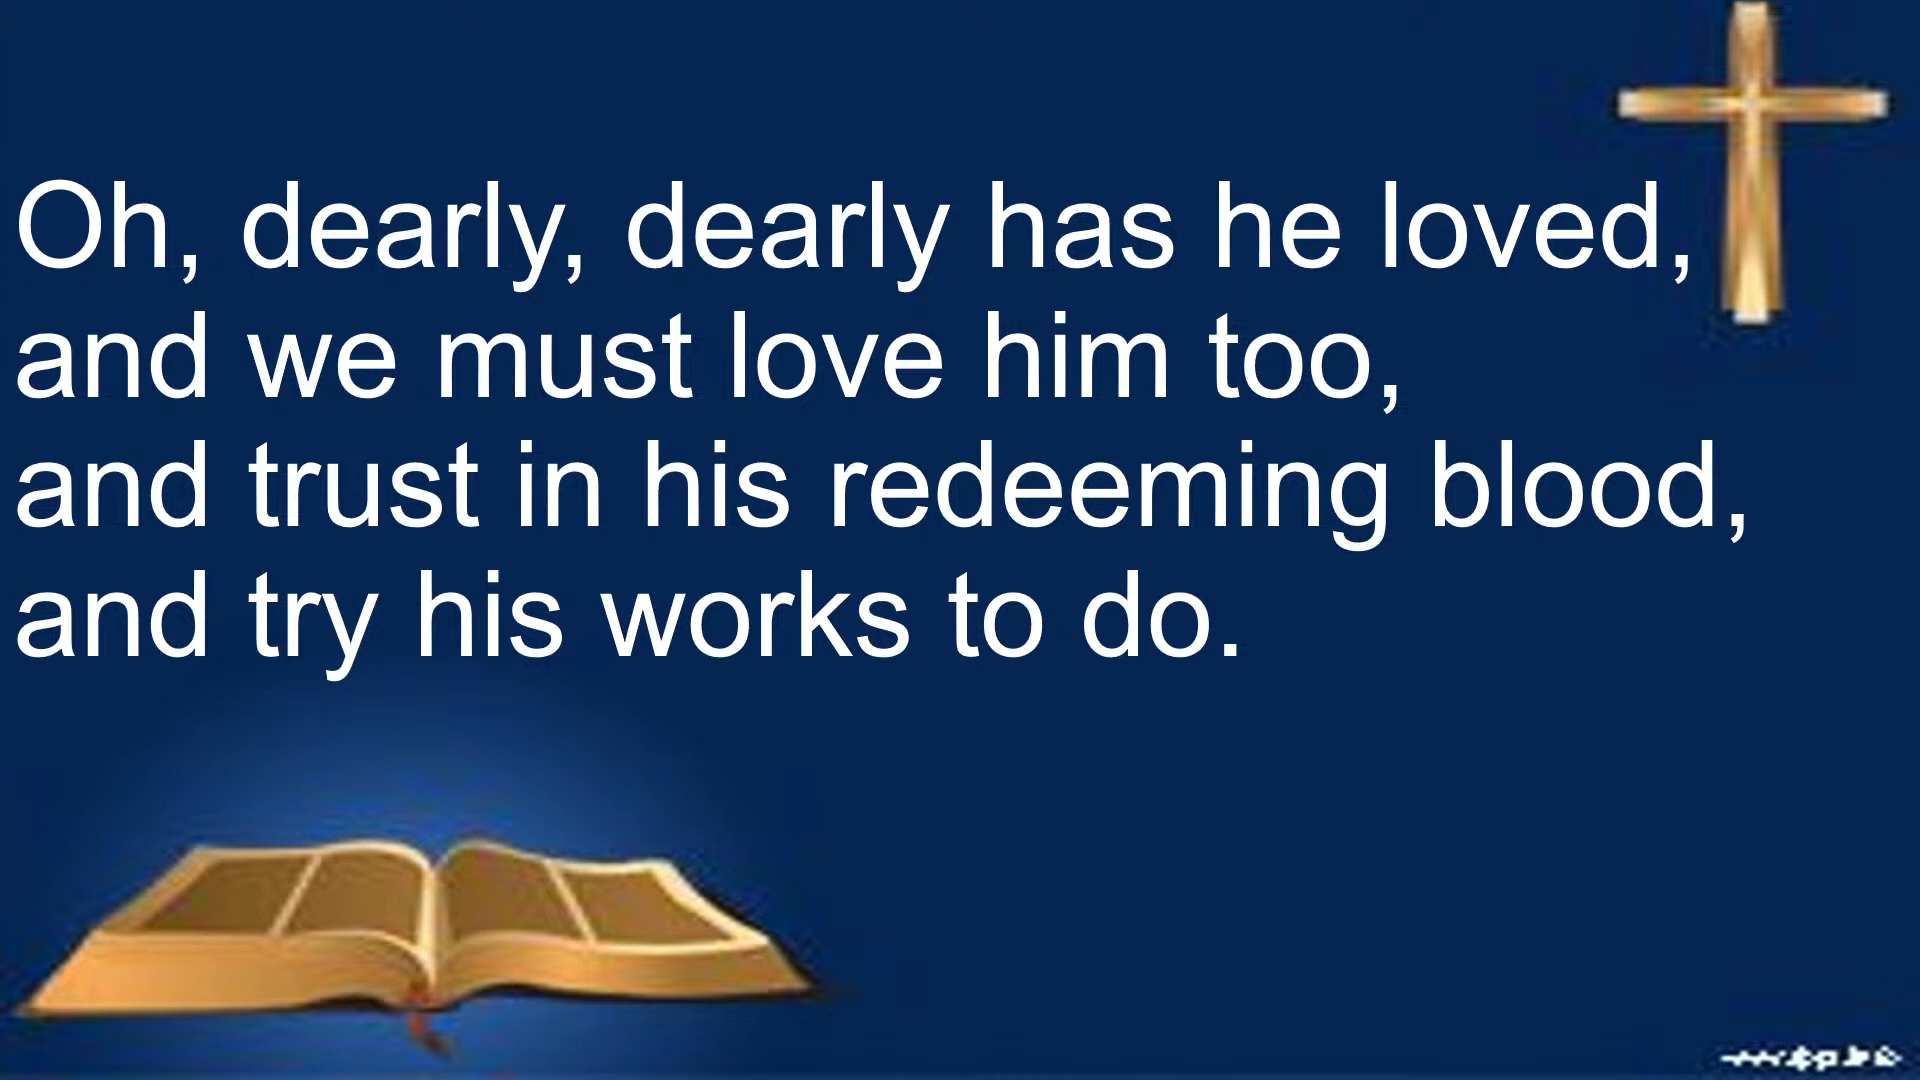 Oh, dearly, dearly has he loved,
and we must love him too,
and trust in his redeeming blood,
and try his works to do.